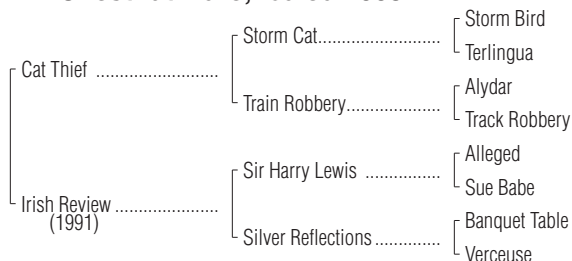 Storm Bird
Storm Cat........................
Terlingua
Cat Thief ........................
Alydar
Train Robbery...................
Track Robbery
Alleged
Sir Harry Lewis ...............
Sue Babe
Irish Review ....................
(1991)
Banquet Table
Silver Reflections.............
Verceuse